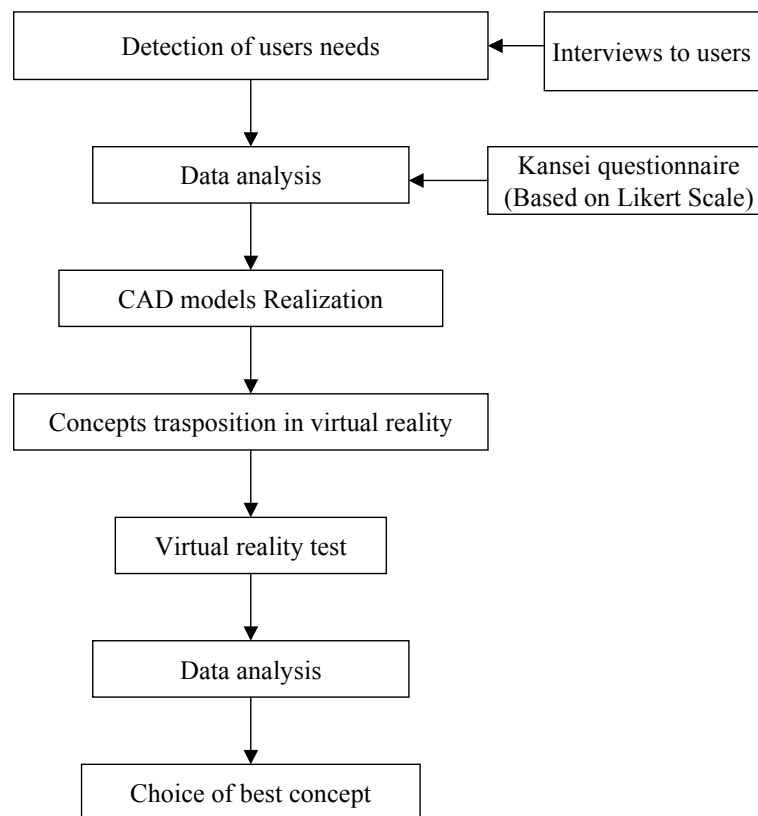 Detection of users needs
Interviews to users
Data analysis
Kansei questionnaire
(Based on Likert Scale)
CAD models Realization
Concepts trasposition in virtual reality
Virtual reality test
Data analysis
Choice of best concept